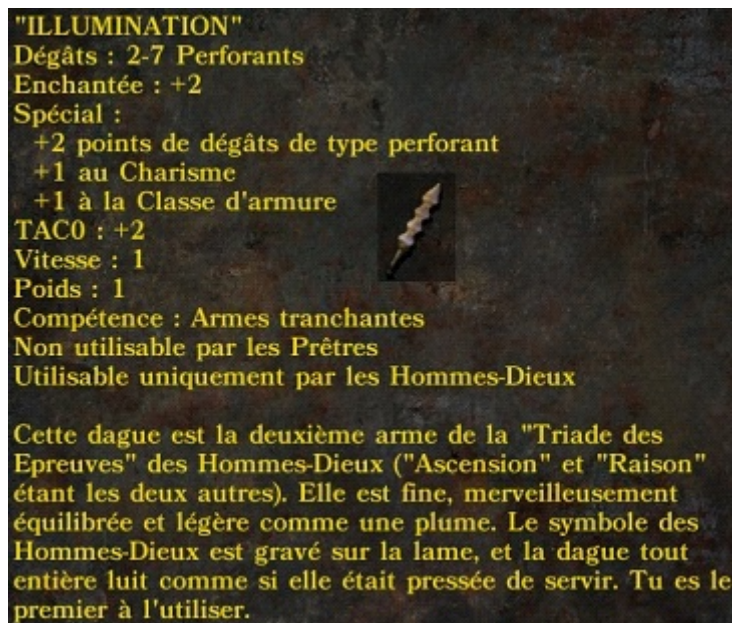 "ILLUMINATION"
Dégâts : 2-7 Perforants
Enchantée : +2
Spécial :
+2 points de dégâts de type perforant
+1 au Charisme
+1 à la Classe d'armure
TAC0 : +2
Vitesse : 1
Poids : 1
Compétence : Armes tranchantes
Non utilisable par les Prêtres
Utilisable uniquement par les Hommes-Dieux

Cette dague est la deuxième arme de la "Triade des
Epreuves" des Hommes-Dieux ("Ascension" et "Raison"
étant les deux autres). Elle est fine, merveilleusement
équilibrée et légère comme une plume. Le symbole des
Hommes-Dieux est gravé sur la lame, et la dague tout
entière luit comme si elle était pressée de servir. Tu es le
premier à l'utiliser.